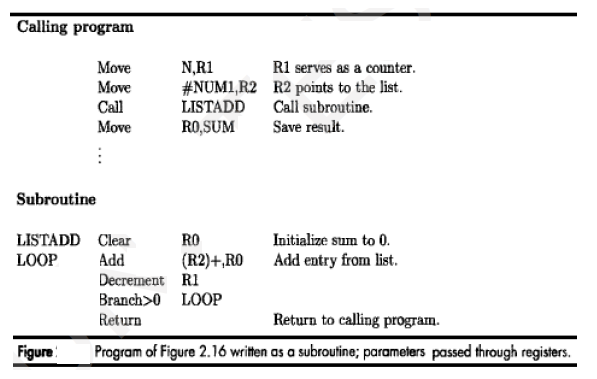 Calling program
Move N,R1 R1 serves as a counter.
Move #NUM1,R2 R2 points to the list.
Call LISTADD Call subroutine.
Move R0,SUM Save result.
⋮
Subroutine
LISTADD Clear R0 Initialize sum to 0.
LOOP Add (R2)+,R0 Add entry from list.
Decrement R1
Branch>0 LOOP
Return Return to calling program.
Figure Program of Figure 2.16 written as a subroutine; parameters passed through registers.